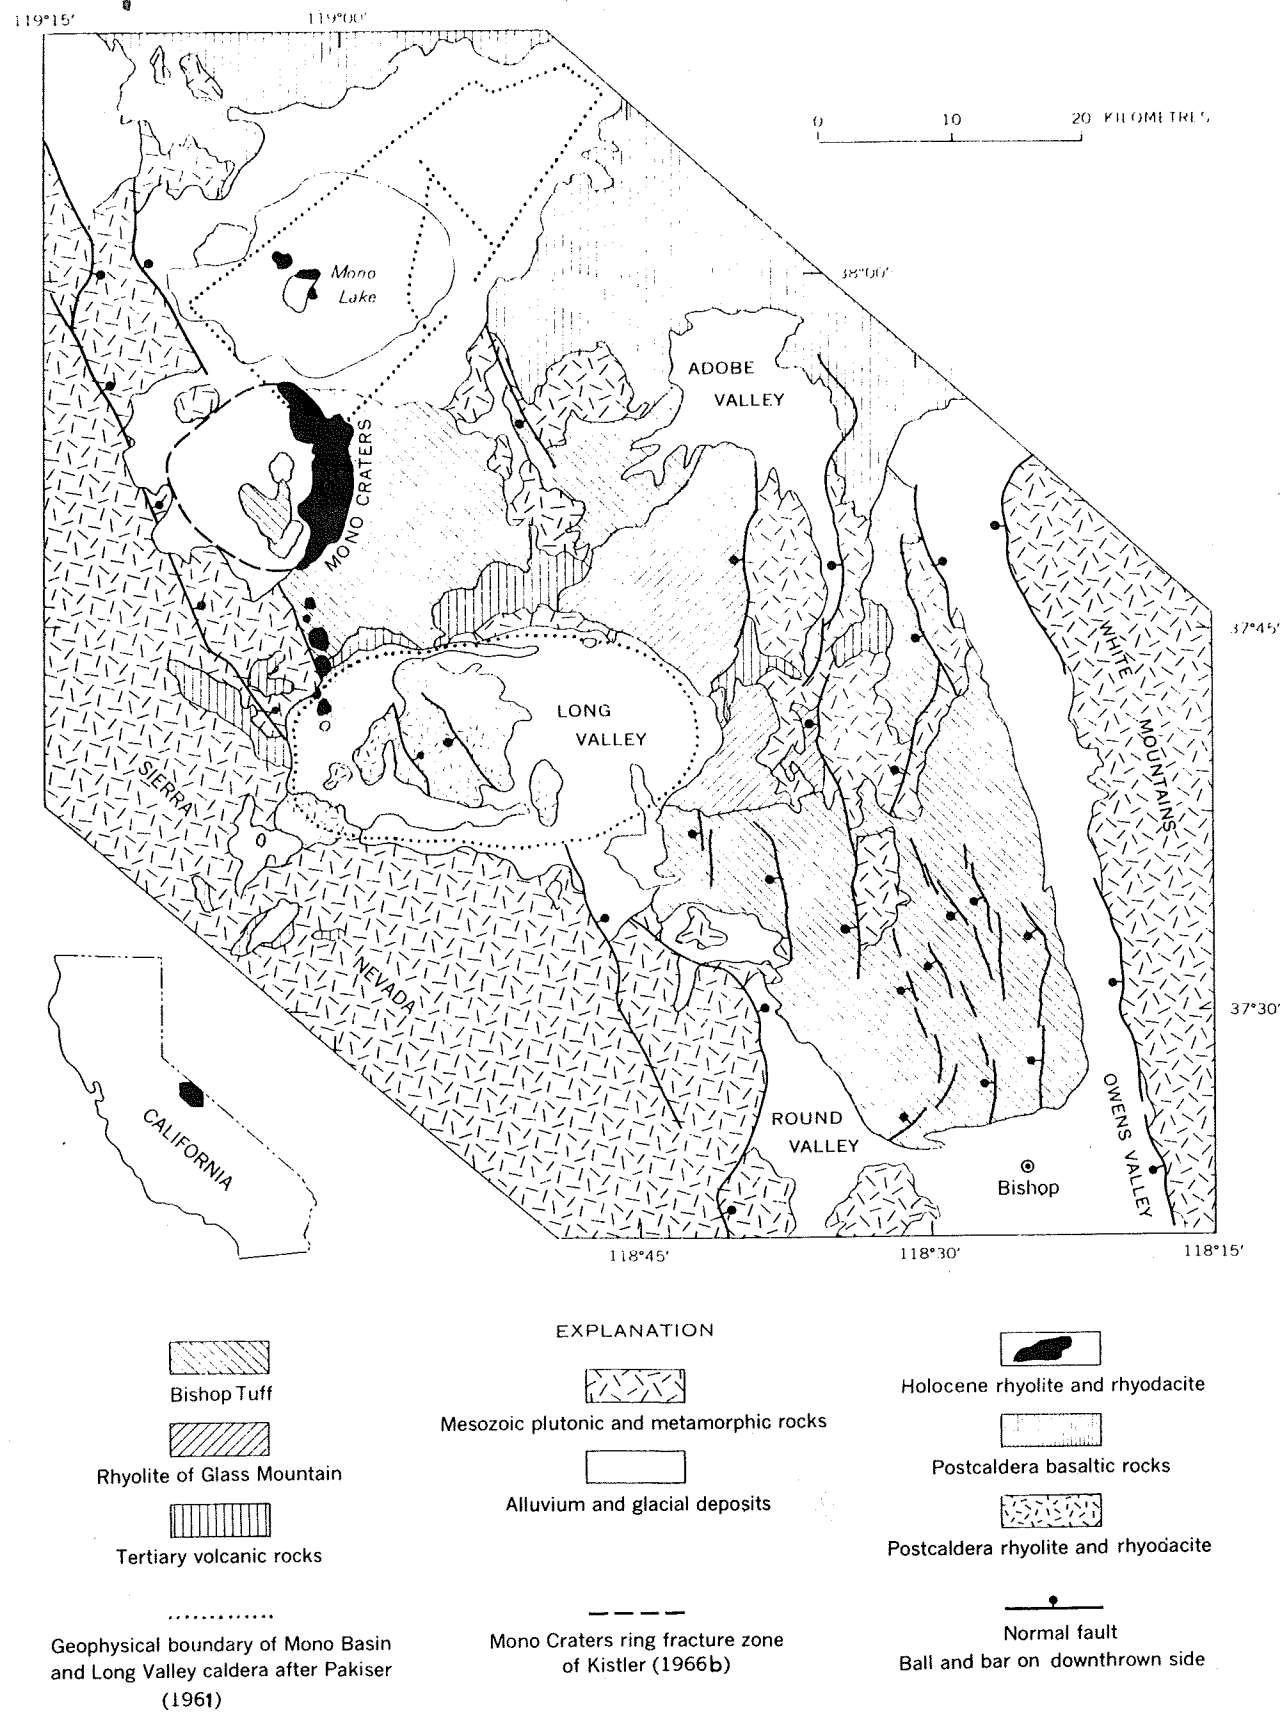 119°15′
119°00′
0 10 20 KILOMETRES
Mono
Lake
38°00′
ADOBE
VALLEY
MONO CRATERS
37°45′
WHITE
MOUNTAINS
LONG
VALLEY
SIERRA
NEVADA
37°30′
CALIFORNIA
ROUND
VALLEY
OWENS VALLEY
Bishop
118°45′
118°30′
118°15′
EXPLANATION
Bishop Tuff
Rhyolite of Glass Mountain
Tertiary volcanic rocks
Mesozoic plutonic and metamorphic rocks
Alluvium and glacial deposits
Holocene rhyolite and rhyodacite
Postcaldera basaltic rocks
Postcaldera rhyolite and rhyodacite
Geophysical boundary of Mono Basin
and Long Valley caldera after Pakiser
(1961)
Mono Craters ring fracture zone
of Kistler (1966b)
Normal fault
Ball and bar on downthrown side